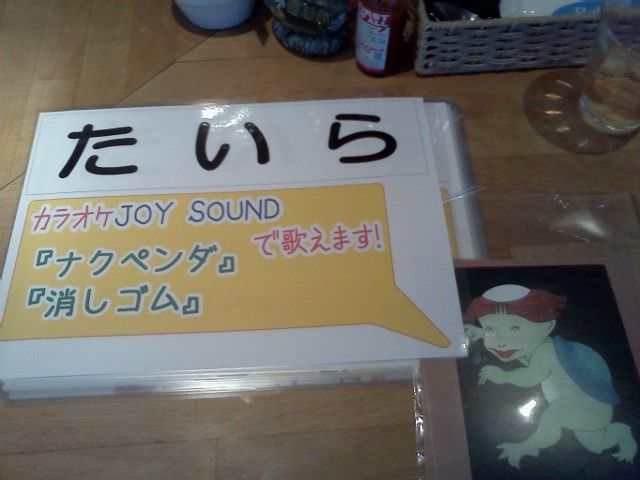 たいら
カラオケJOY SOUND
で歌えます!
『ナクペンダ』
『消しゴム』